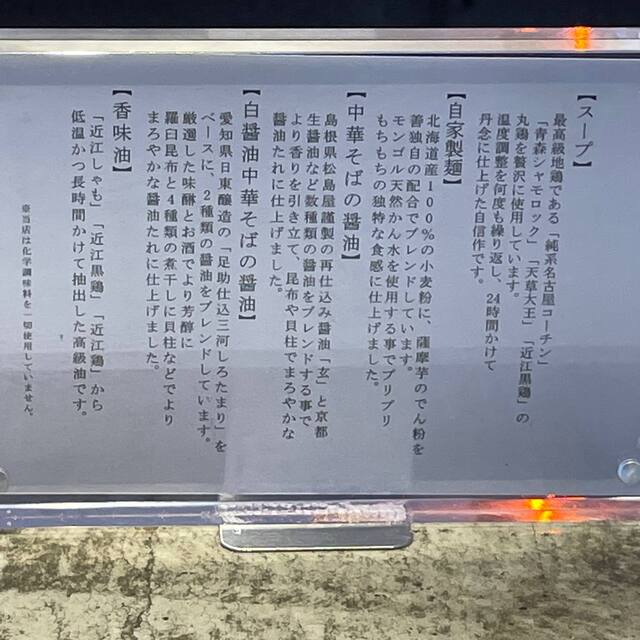 【スープ】
最高級地鶏である「純系名古屋コーチン」
「青森シャモロック」「天草大王」「近江黒鶏」の
丸鶏を贅沢に使用しています。
温度調整を何度も繰り返し、24時間かけて
丹念に仕上げた自信作です。
【自家製麺】
北海道産100%の小麦粉に、薩摩芋のでん粉を
善独自の配合でブレンドしています。
モンゴル天然かん水を使用する事でプリプリ
もちもちの独特な食感に仕上げました。
【中華そばの醤油】
島根県松島屋謹製の再仕込み醤油「玄」と京都
生醤油など数種類の醤油をブレンドする事で
より香りを引き立て、昆布や貝柱でまろやかな
醤油たれに仕上げました。
【白醤油中華そばの醤油】
愛知県日東醸造の「足助仕込三河しろたまり」を
ベースに、2種類の醤油をブレンドしています。
厳選した味醂とお酒でより芳醇に
羅臼昆布と4種類の煮干しに貝柱などでより
まろやかな醤油たれに仕上げました。
【香味油】
「近江しゃも」「近江黒鶏」「近江鶏」から
低温かつ長時間かけて抽出した高級油です。
※当店は化学調味料を一切使用していません。